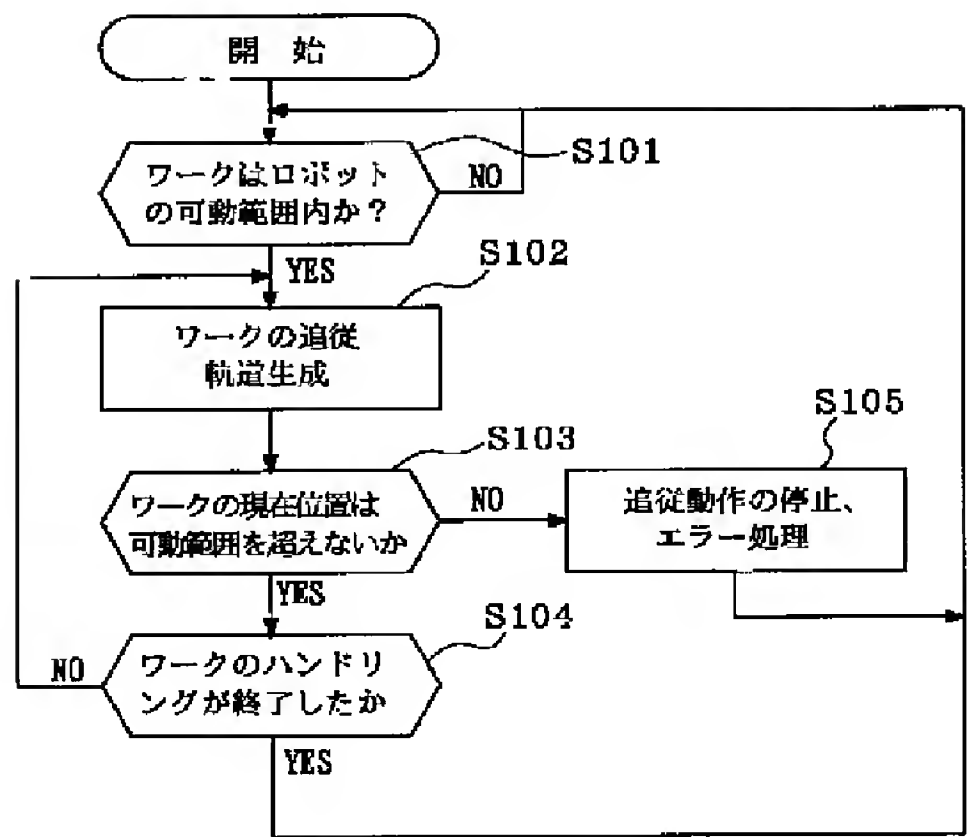 開 始
S101
ワークはロボット
の可動範囲内か？
NO
YES
S102
ワークの追従
軌道生成
S103
ワークの現在位置は
可動範囲を超えないか
NO
S105
追従動作の停止、
エラー処理
YES
S104
ワークのハンドリ
ングが終了したか
NO
YES